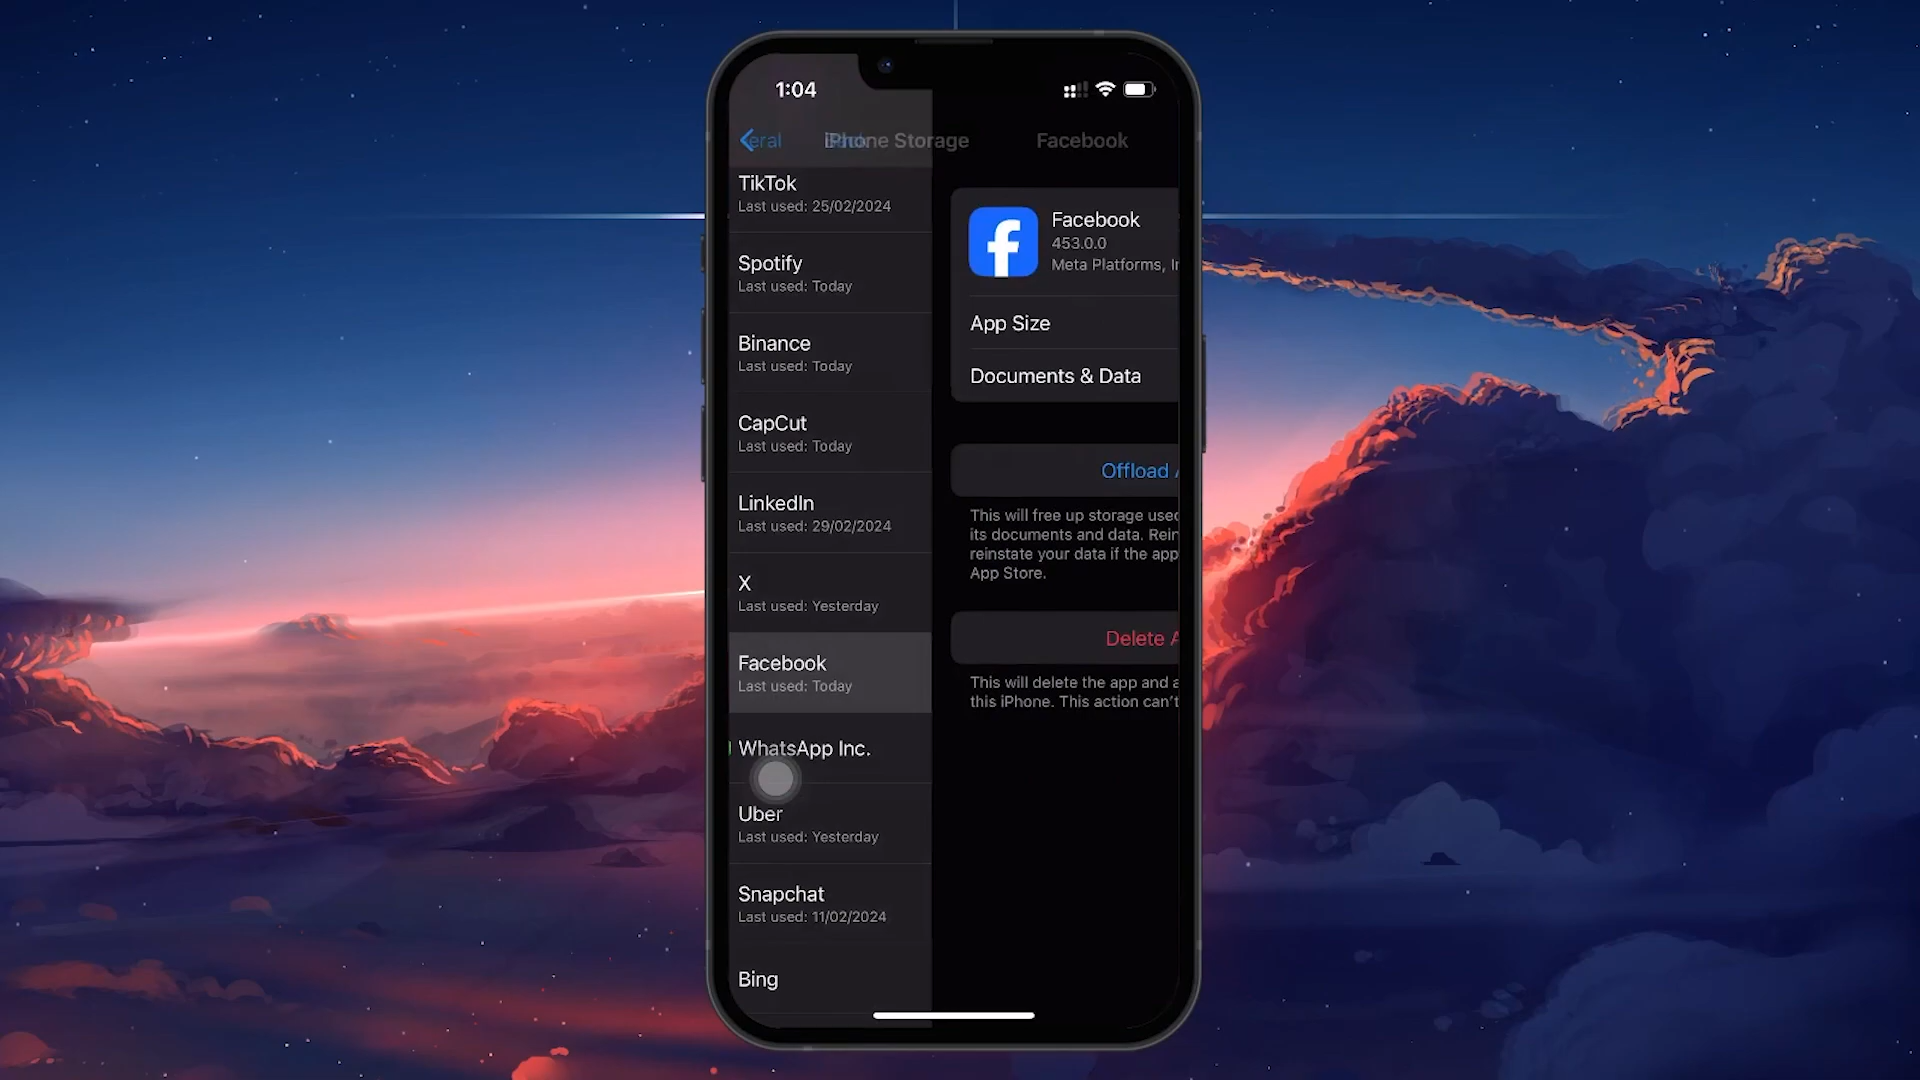 1:04
eral
iPhone Storage
Facebook
TikTok
Last used: 25/02/2024
Spotify
Last used: Today
Binance
Last used: Today
CapCut
Last used: Today
LinkedIn
Last used: 29/02/2024
X
Last used: Yesterday
Facebook
Last used: Today
WhatsApp Inc.
Uber
Last used: Yesterday
Snapchat
Last used: 11/02/2024
Bing
Facebook
453.0.0
Meta Platforms, I
App Size
Documents & Data
Offload A
This will free up storage used
its documents and data. Rein
reinstate your data if the app
App Store.
Delete A
This will delete the app and a
this iPhone. This action can't